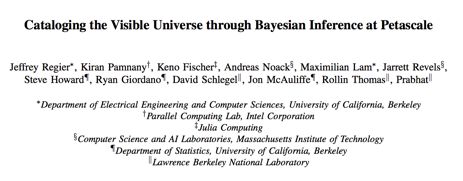 Cataloging the Visible Universe through Bayesian Inference at Petascale
Jeffrey Regier*, Kiran Pamnany†, Keno Fischer‡, Andreas Noack§, Maximilian Lam*, Jarrett Revels§,
Steve Howard¶, Ryan Giordano¶, David Schlegel‖, Jon McAuliffe¶, Rollin Thomas‖, Prabhat‖
*Department of Electrical Engineering and Computer Sciences, University of California, Berkeley
†Parallel Computing Lab, Intel Corporation
‡Julia Computing
§Computer Science and AI Laboratories, Massachusetts Institute of Technology
¶Department of Statistics, University of California, Berkeley
‖Lawrence Berkeley National Laboratory